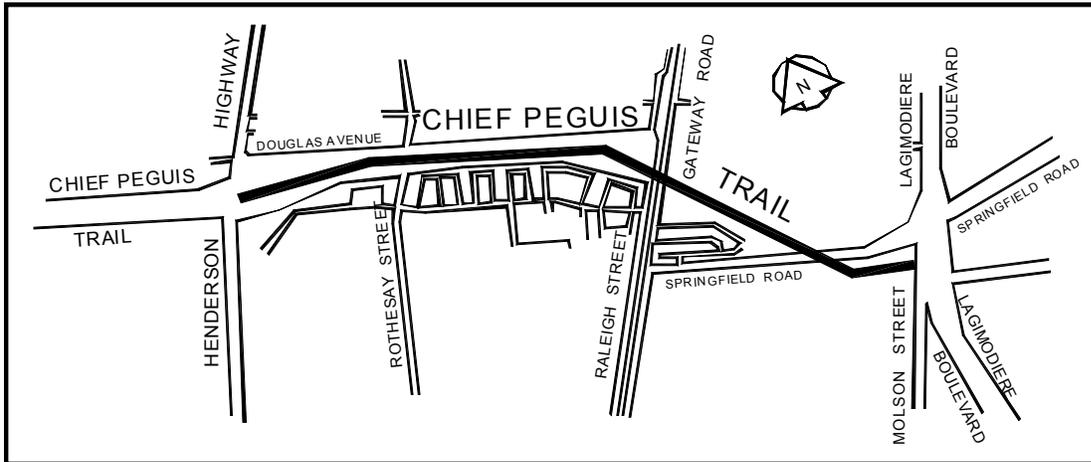 HIGHWAY
DOUGLAS AVENUE
CHIEF PEGUIS
GATEWAY ROAD
N
LAGIMODIERE
BOULEVARD
CHIEF PEGUIS
TRAIL
TRAIL
SPRINGFIELD ROAD
HENDERSON
ROTHESAY STREET
RALEIGH STREET
SPRINGFIELD ROAD
MOLSON STREET
LAGIMODIERE
BOULEVARD